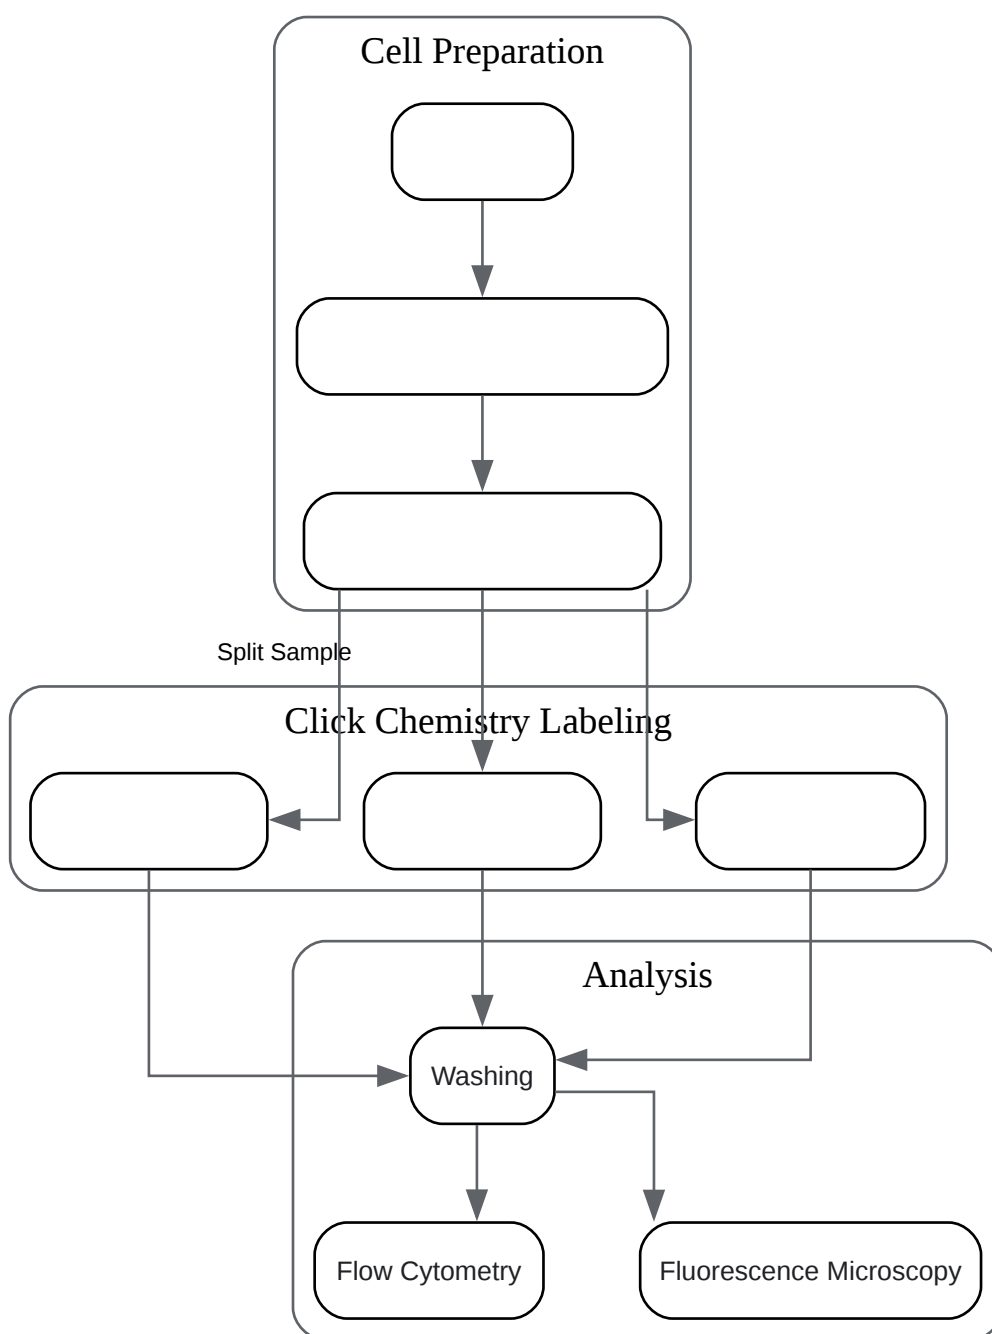 Cell Preparation
Split Sample
Click Chemistry Labeling
Analysis
Washing
Flow Cytometry
Fluorescence Microscopy